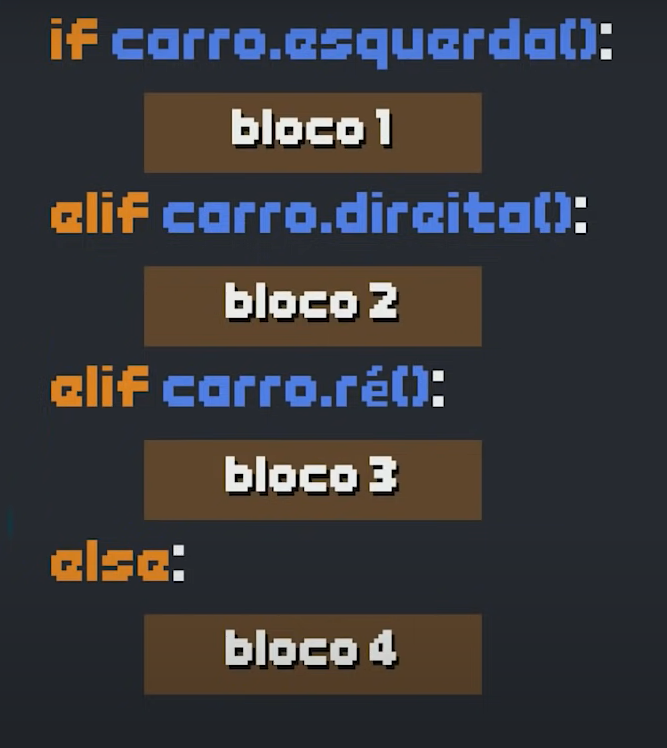 if carro.esquerda():
bloco 1
elif carro.direita():
bloco 2
elif carro.ré():
bloco 3
else:
bloco 4